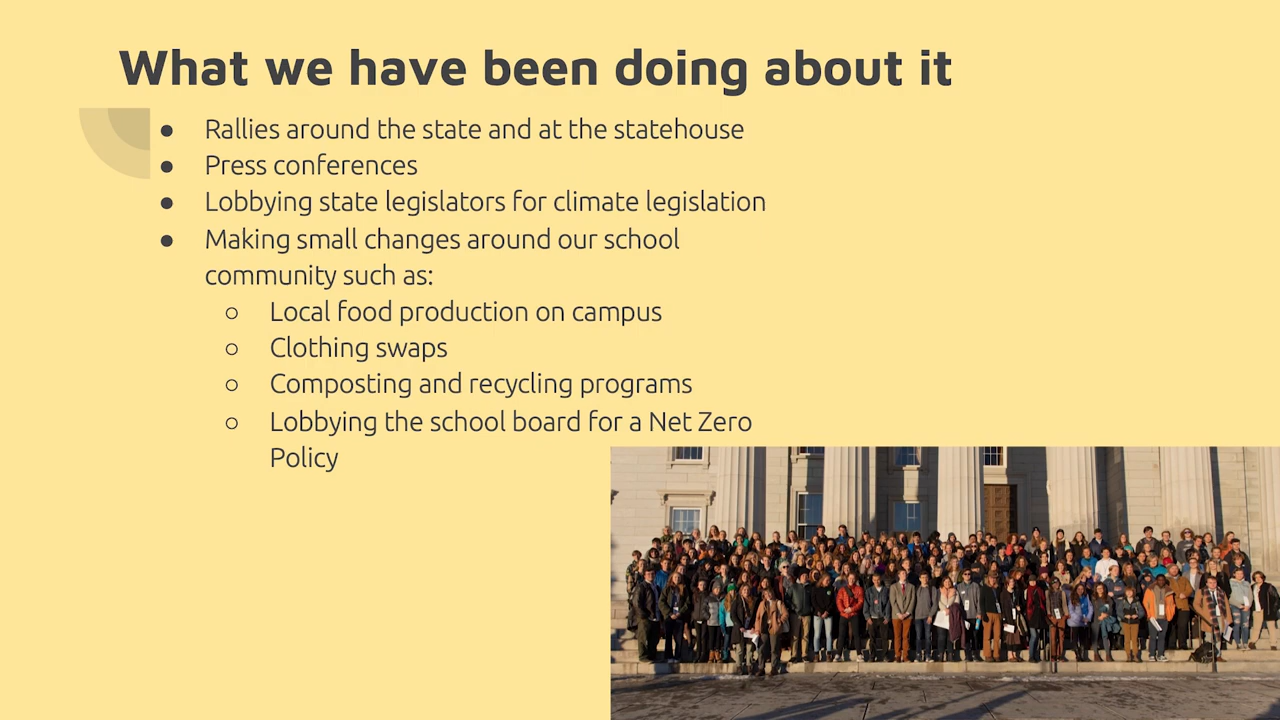 What we have been doing about it
● Rallies around the state and at the statehouse
● Press conferences
● Lobbying state legislators for climate legislation
● Making small changes around our school
community such as:
○ Local food production on campus
○ Clothing swaps
○ Composting and recycling programs
○ Lobbying the school board for a Net Zero
Policy